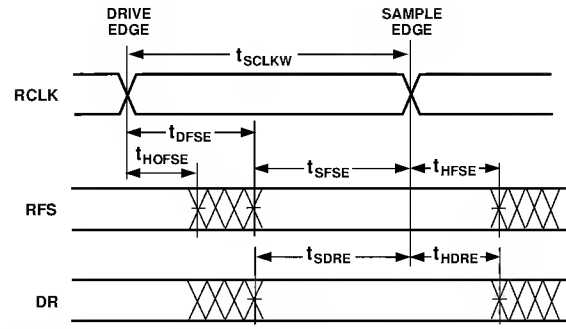 DRIVE
EDGE
SAMPLE
EDGE
tSCLKW
RCLK
tDFSE
tHOFSE
tSFSE
tHFSE
RFS
tSDRE
tHDRE
DR